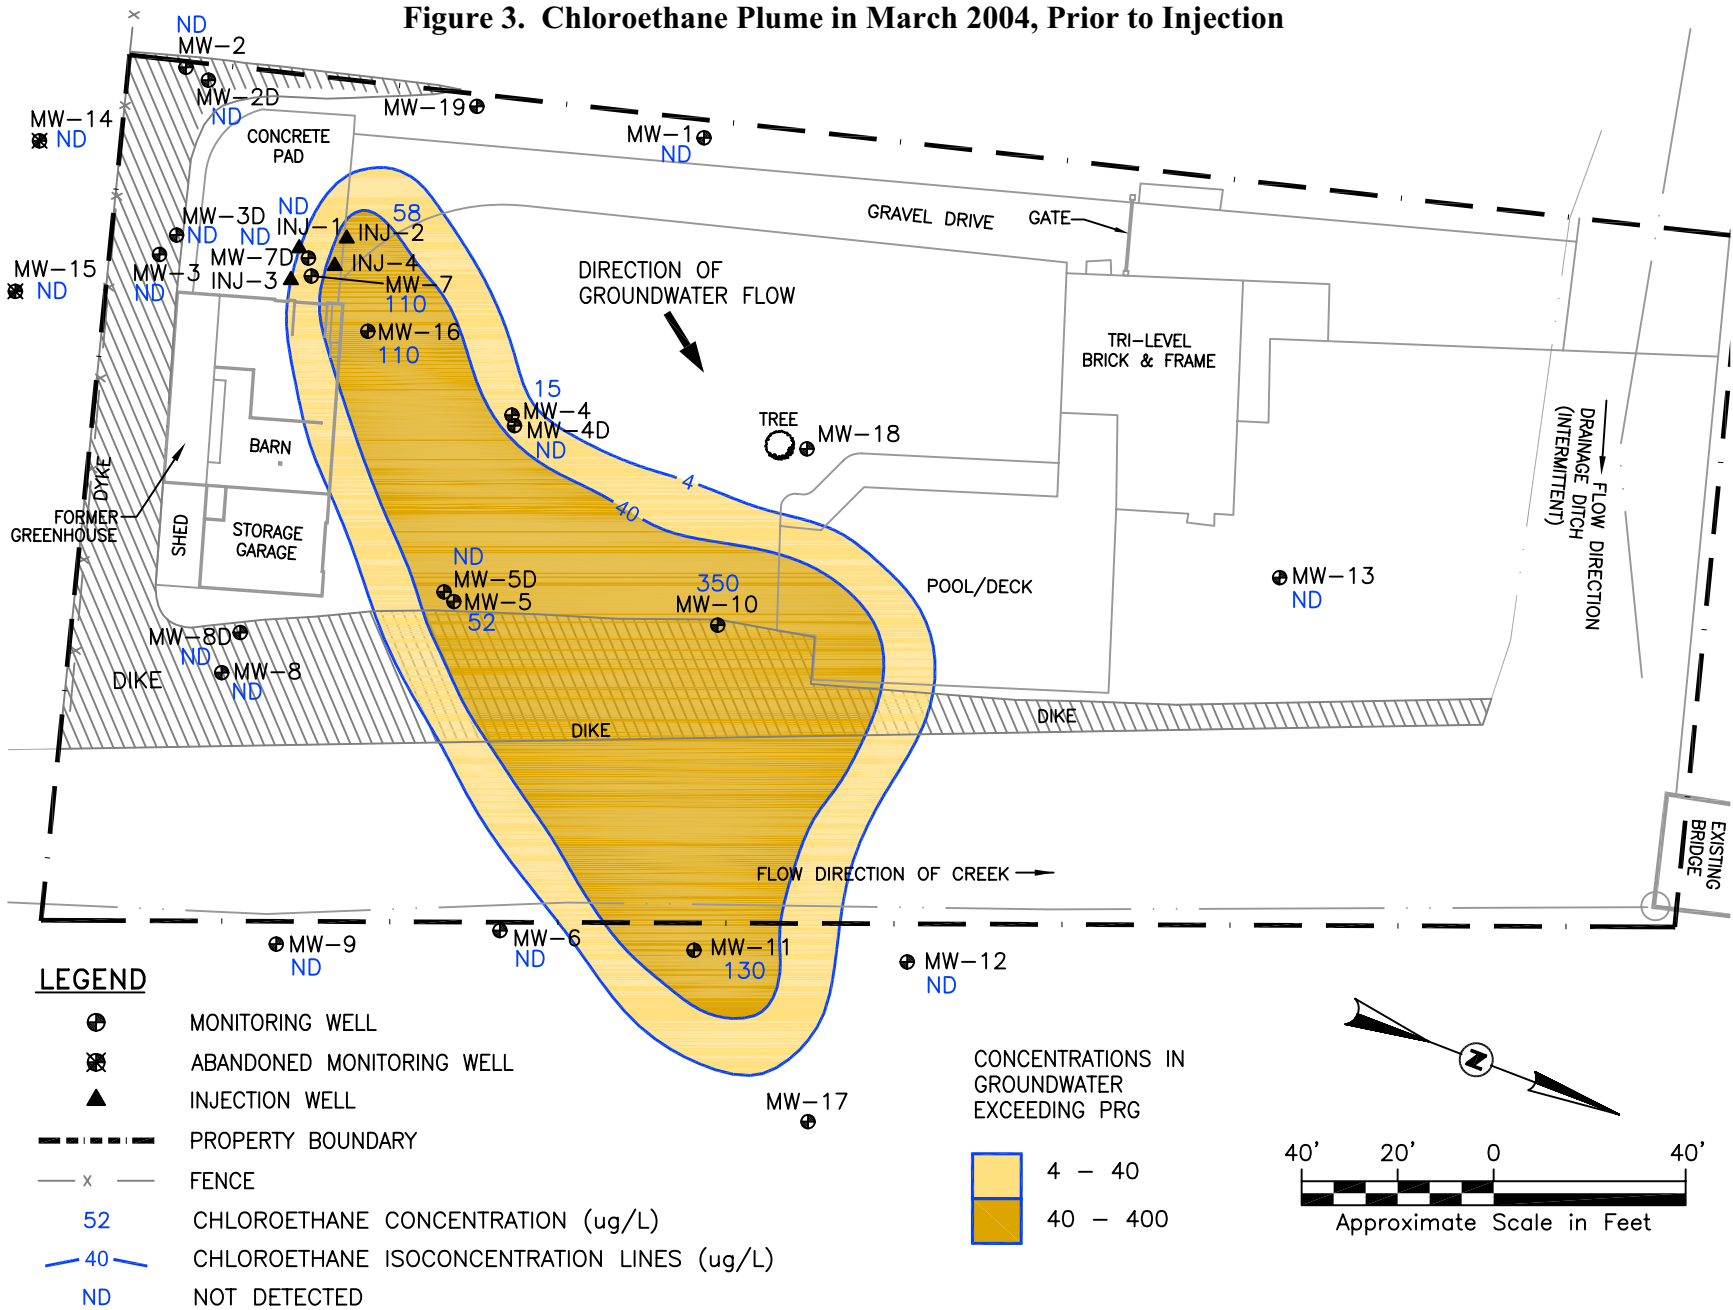 Figure 3.  Chloroethane Plume in March 2004, Prior to Injection
ND
MW-2
MW-2D
ND
MW-14
ND
MW-19
MW-1
ND
CONCRETE
PAD
MW-3D
ND
MW-3
ND
MW-15
ND
ND
INJ-1
ND
MW-7D
INJ-3
58
INJ-2
INJ-4
MW-7
110
MW-16
110
DIRECTION OF
GROUNDWATER FLOW
GRAVEL DRIVE
GATE
TRI-LEVEL
BRICK & FRAME
15
MW-4
MW-4D
ND
TREE
MW-18
4
40
BARN
DYKE
FORMER
GREENHOUSE
SHED
STORAGE
GARAGE
ND
MW-5D
MW-5
52
350
MW-10
POOL/DECK
MW-13
ND
FLOW DIRECTION
DRAINAGE DITCH
(INTERMITTENT)
MW-8D
ND
MW-8
ND
DIKE
DIKE
DIKE
FLOW DIRECTION OF CREEK
EXISTING
BRIDGE
MW-9
ND
MW-6
ND
MW-11
130
MW-12
ND
MW-17
LEGEND
MONITORING WELL
ABANDONED MONITORING WELL
INJECTION WELL
PROPERTY BOUNDARY
x FENCE
52 CHLOROETHANE CONCENTRATION (ug/L)
40 CHLOROETHANE ISOCONCENTRATION LINES (ug/L)
ND NOT DETECTED
CONCENTRATIONS IN
GROUNDWATER
EXCEEDING PRG
4 - 40
40 - 400
N
40' 20' 0 40'
Approximate Scale in Feet